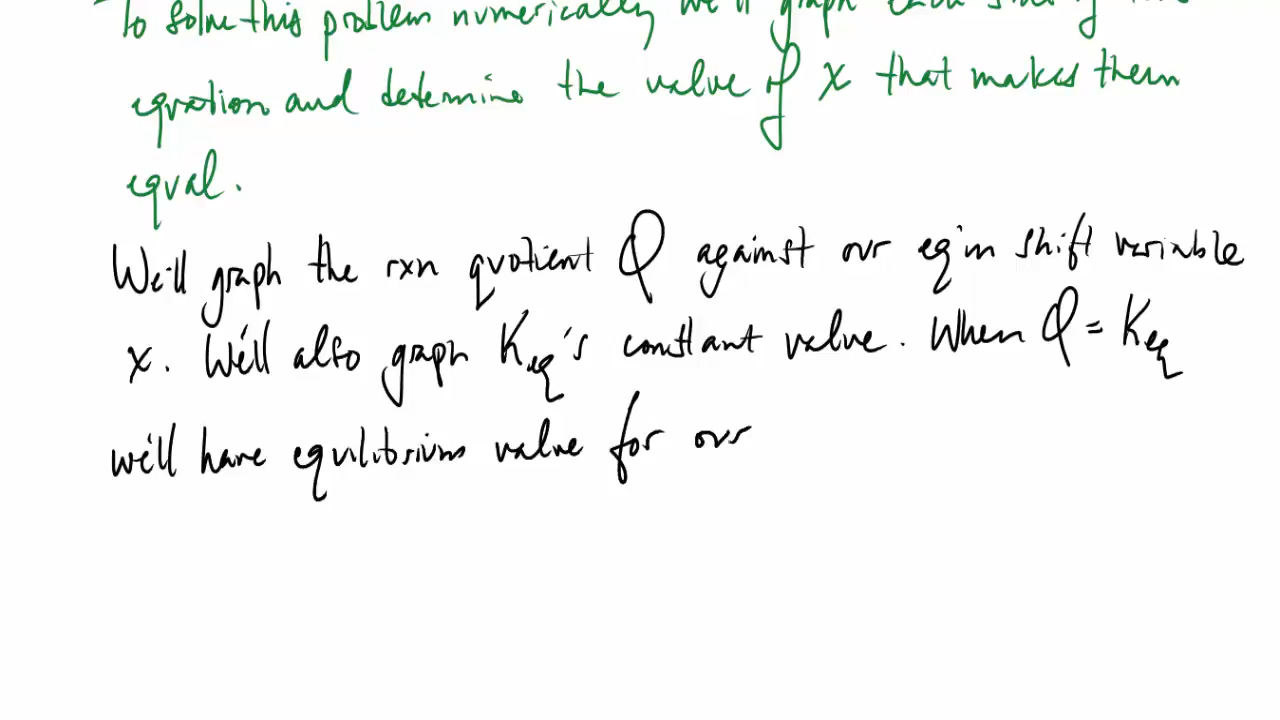 To solve this problem numerically we'll graph each side of this
equation and determine the value of x that makes them
equal.
We'll graph the rxn quotient Q against our eq'm shift variable
x. We'll also graph Keq's constant value. When Q = Keq
we'll have equilibrium value for our